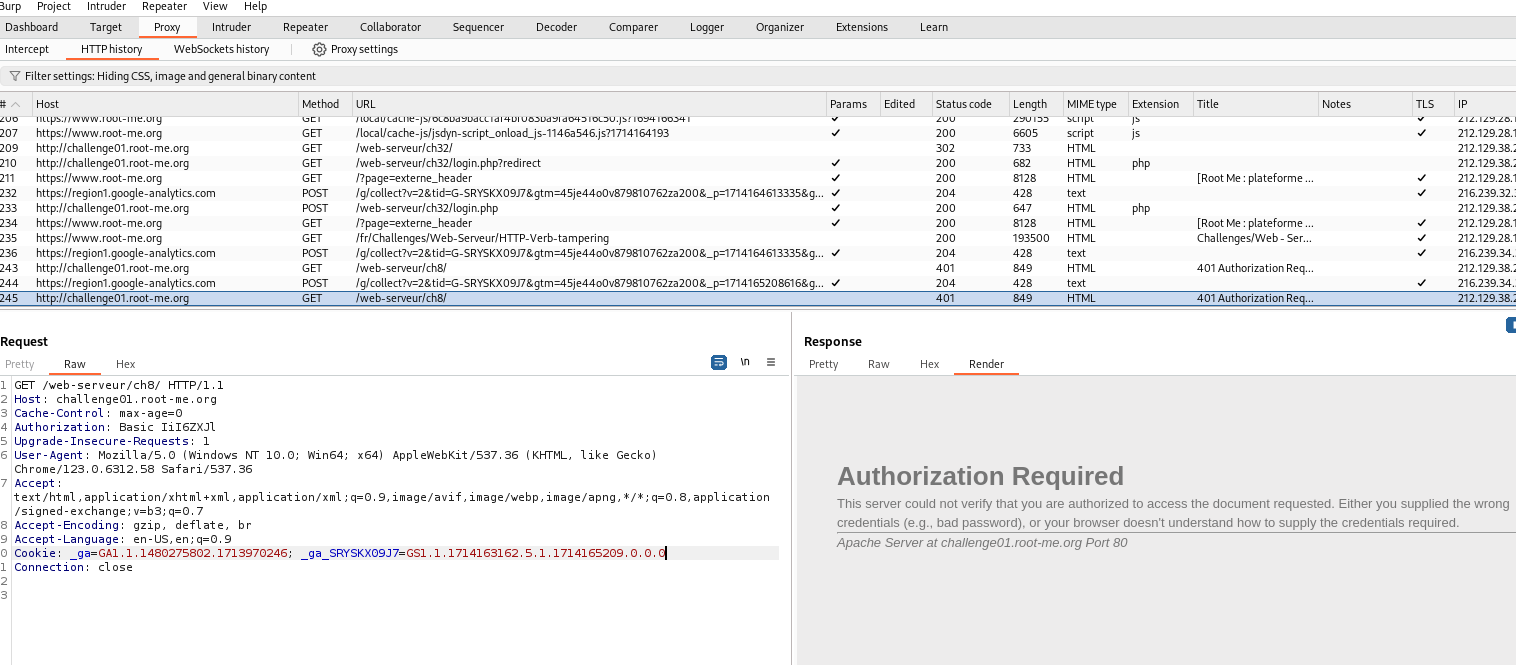 Burp Project Intruder Repeater View Help
Dashboard Target Proxy Intruder Repeater Collaborator Sequencer Decoder Comparer Logger Organizer Extensions Learn
Intercept HTTP history WebSockets history Proxy settings
Filter settings: Hiding CSS, image and general binary content
# Host Method URL Params Edited Status code Length MIME type Extension Title Notes TLS IP
206 https://www.root-me.org GET 200 290155 script js 212.129.28.1
207 https://www.root-me.org GET /local/cache-js/jsdyn-script_onload_js-1146a546.js?1714164193 ✓ 200 6605 script js ✓ 212.129.28.1
209 http://challenge01.root-me.org GET /web-serveur/ch32/ 302 733 HTML 212.129.38.2
210 http://challenge01.root-me.org GET /web-serveur/ch32/login.php?redirect ✓ 200 682 HTML php 212.129.38.2
211 https://www.root-me.org GET /?page=externe_header ✓ 200 8128 HTML [Root Me : plateforme ... ✓ 212.129.28.1
232 https://region1.google-analytics.com POST /g/collect?v=2&tid=G-SRYSKX09J7&gtm=45je44o0v879810762za200&_p=1714164613335&g... ✓ 204 428 text ✓ 216.239.32.3
233 http://challenge01.root-me.org POST /web-serveur/ch32/login.php ✓ 200 647 HTML php 212.129.38.2
234 https://www.root-me.org GET /?page=externe_header ✓ 200 8128 HTML [Root Me : plateforme ... ✓ 212.129.28.1
235 https://www.root-me.org GET /fr/Challenges/Web-Serveur/HTTP-Verb-tampering 200 193500 HTML Challenges/Web - Ser... ✓ 212.129.28.1
236 https://region1.google-analytics.com POST /g/collect?v=2&tid=G-SRYSKX09J7&gtm=45je44o0v879810762za200&_p=1714164613335&g... ✓ 204 428 text ✓ 216.239.34.3
243 http://challenge01.root-me.org GET /web-serveur/ch8/ 401 849 HTML 401 Authorization Req... 212.129.38.2
244 https://region1.google-analytics.com POST /g/collect?v=2&tid=G-SRYSKX09J7&gtm=45je44o0v879810762za200&_p=1714165208616&g... ✓ 204 428 text ✓ 216.239.34.3
245 http://challenge01.root-me.org GET /web-serveur/ch8/ 401 849 HTML 401 Authorization Req... 212.129.38.2
Request
Pretty Raw Hex \n
1 GET /web-serveur/ch8/ HTTP/1.1
2 Host: challenge01.root-me.org
3 Cache-Control: max-age=0
4 Authorization: Basic IiI6ZXJl
5 Upgrade-Insecure-Requests: 1
6 User-Agent: Mozilla/5.0 (Windows NT 10.0; Win64; x64) AppleWebKit/537.36 (KHTML, like Gecko)
Chrome/123.0.6312.58 Safari/537.36
7 Accept:
text/html,application/xhtml+xml,application/xml;q=0.9,image/avif,image/webp,image/apng,*/*;q=0.8,application
/signed-exchange;v=b3;q=0.7
8 Accept-Encoding: gzip, deflate, br
9 Accept-Language: en-US,en;q=0.9
0 Cookie: _ga=GA1.1.1480275802.1713970246; _ga_SRYSKX09J7=GS1.1.1714163162.5.1.1714165209.0.0.0
1 Connection: close
2
3
Response
Pretty Raw Hex Render
Authorization Required
This server could not verify that you are authorized to access the document requested. Either you supplied the wrong
credentials (e.g., bad password), or your browser doesn't understand how to supply the credentials required.
Apache Server at challenge01.root-me.org Port 80